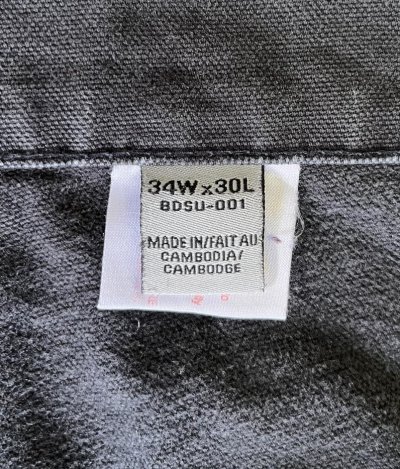 34W x 30L
BDSU-001
MADE IN/FAIT AU
CAMBODIA/
CAMBODGE